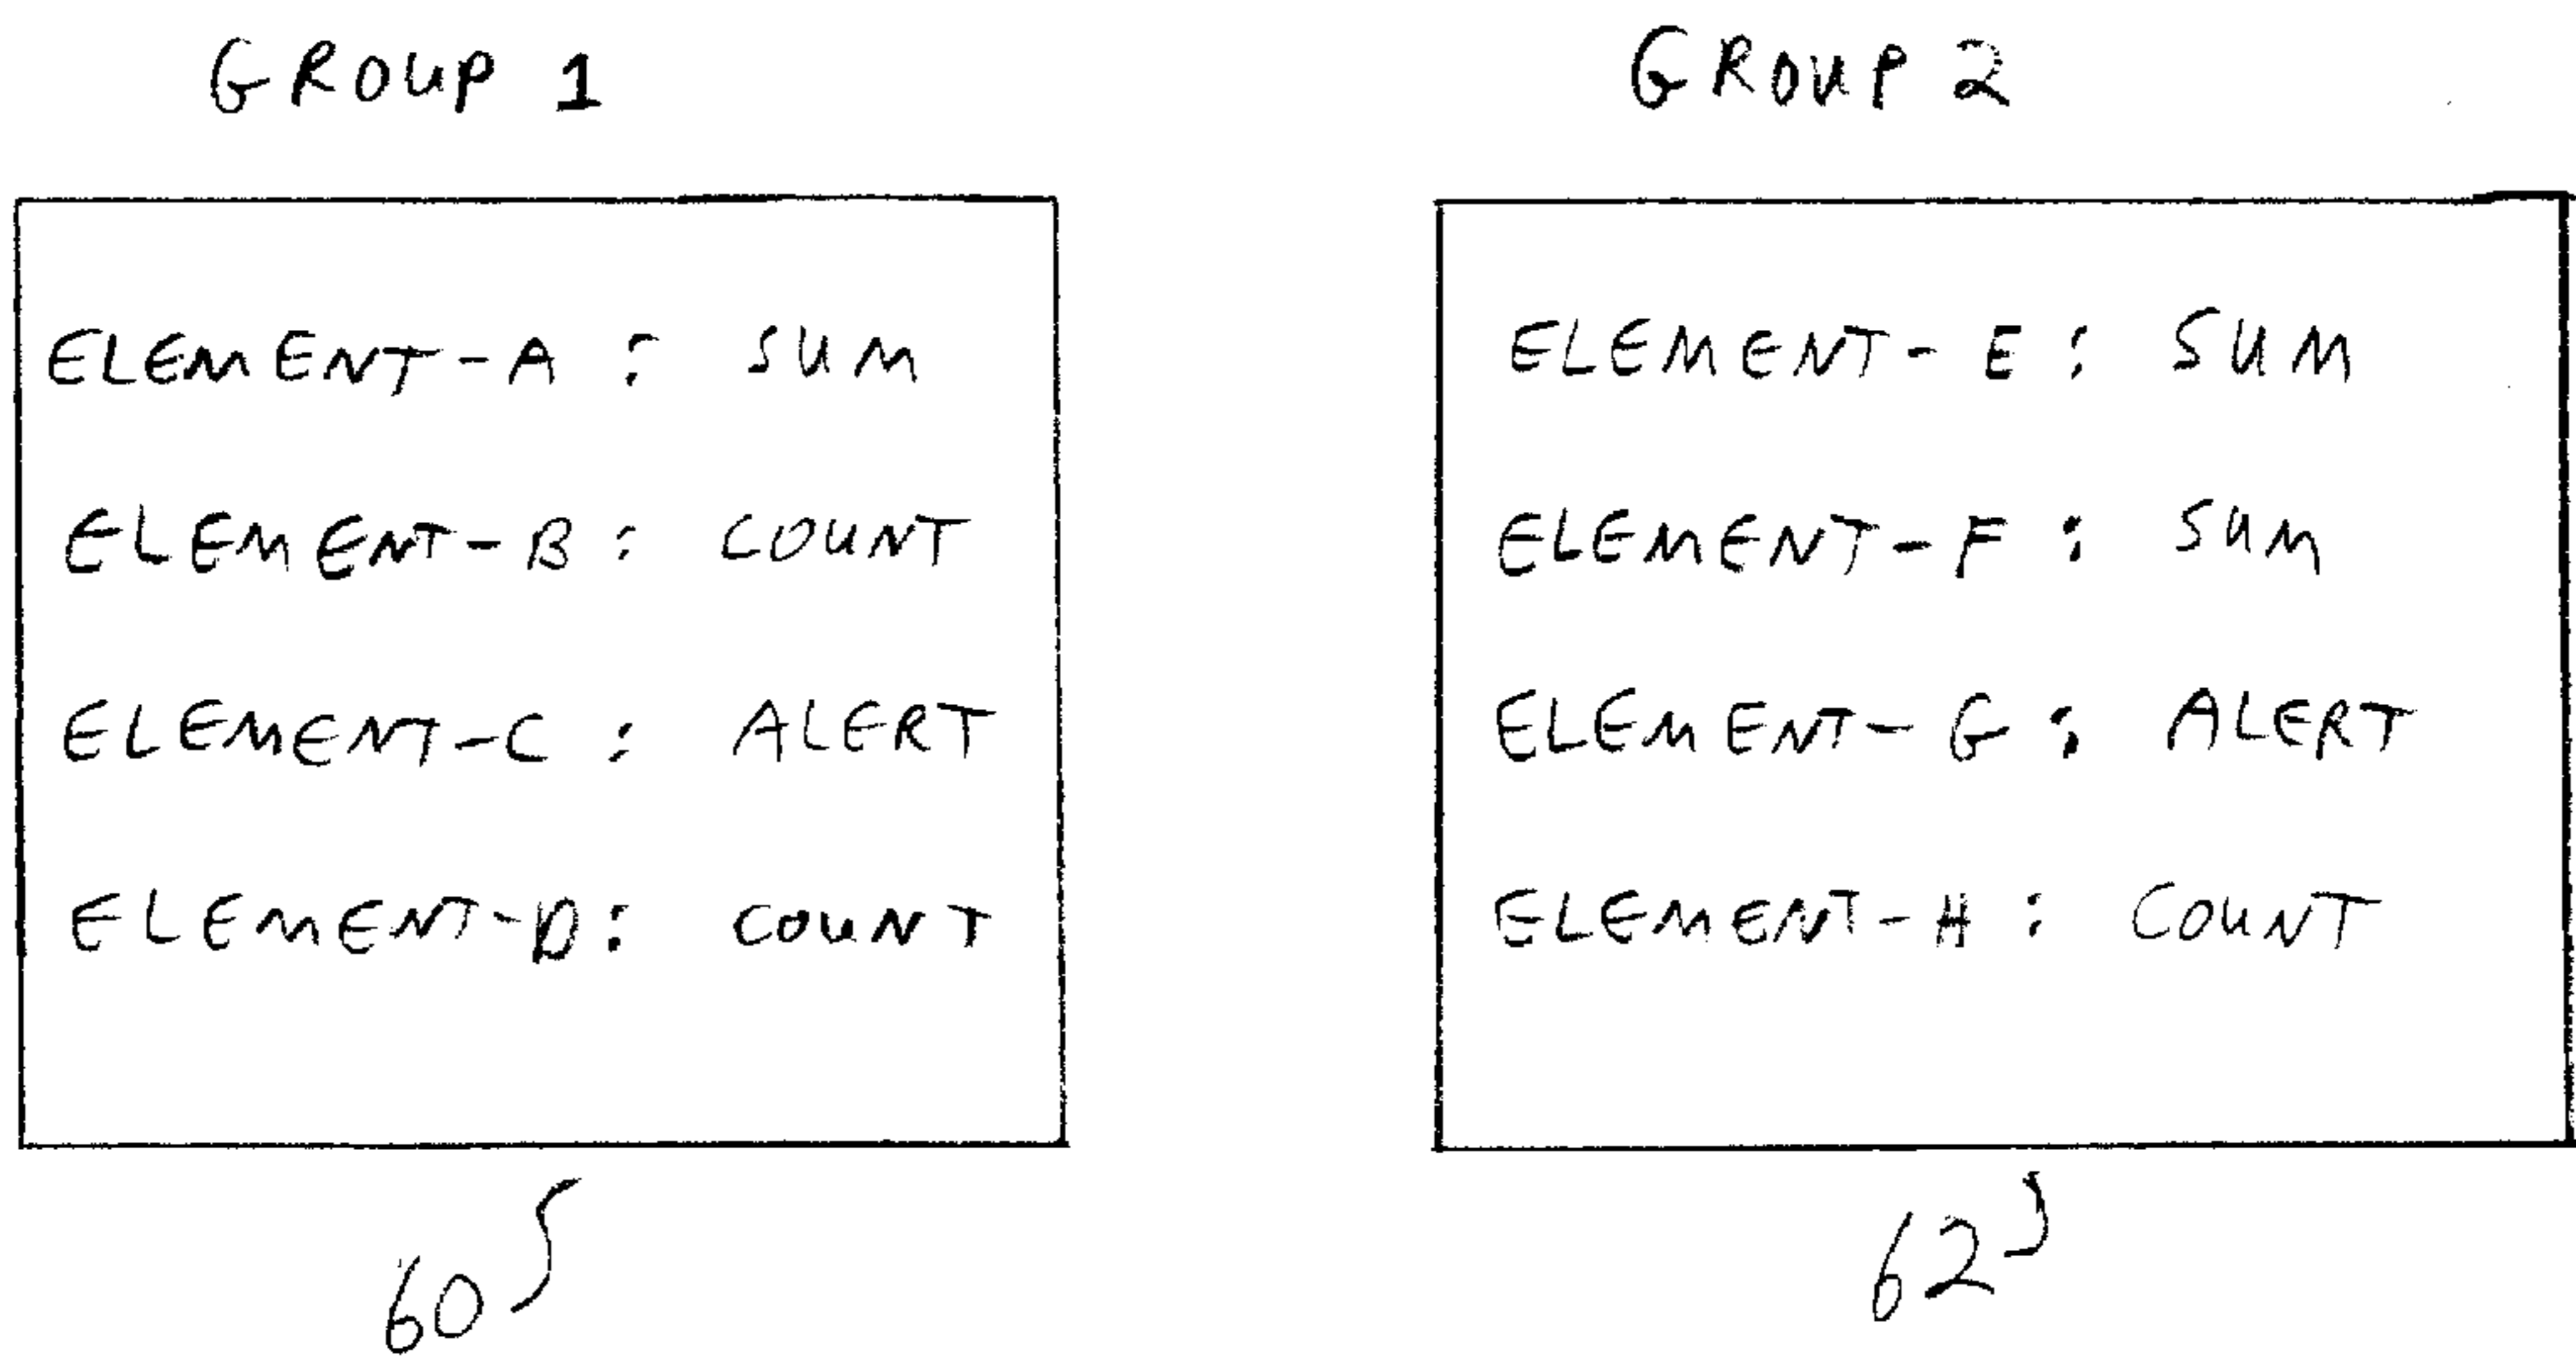 GROUP 1
ELEMENT-A : SUM
ELEMENT-B : COUNT
ELEMENT-C : ALERT
ELEMENT-D : COUNT
60
GROUP 2
ELEMENT-E : SUM
ELEMENT-F : SUM
ELEMENT-G : ALERT
ELEMENT-H : COUNT
62